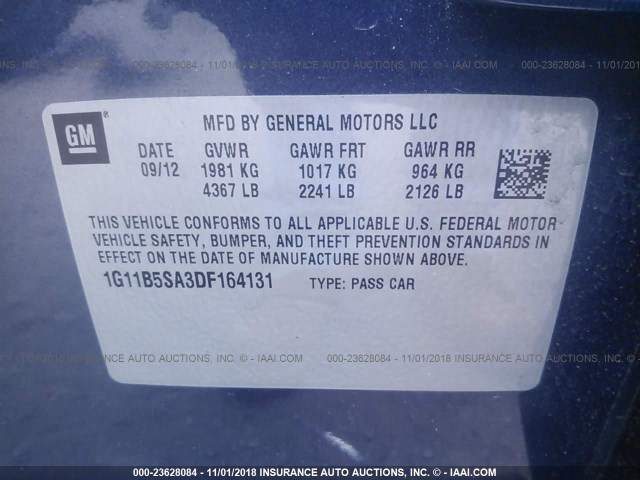 000-23628084 - 11/01/2018 INSURANCE AUTO AUCTIONS, INC. © - IAAI.COM
GM®
MFD BY GENERAL MOTORS LLC
DATE GVWR GAWR FRT GAWR RR
09/12 1981 KG 1017 KG 964 KG
4367 LB 2241 LB 2126 LB
THIS VEHICLE CONFORMS TO ALL APPLICABLE U.S. FEDERAL MOTOR
VEHICLE SAFETY, BUMPER, AND THEFT PREVENTION STANDARDS IN
EFFECT ON THE DATE OF MANUFACTURE SHOWN ABOVE.
1G11B5SA3DF164131 TYPE: PASS CAR
INSURANCE AUTO AUCTIONS, INC. © - IAAI.COM 000-23628084 - 11/01/2018 INSURANCE AUTO AUCTIONS, INC.
000-23628084 - 11/01/2018 INSURANCE AUTO AUCTIONS, INC. © - IAAI.COM